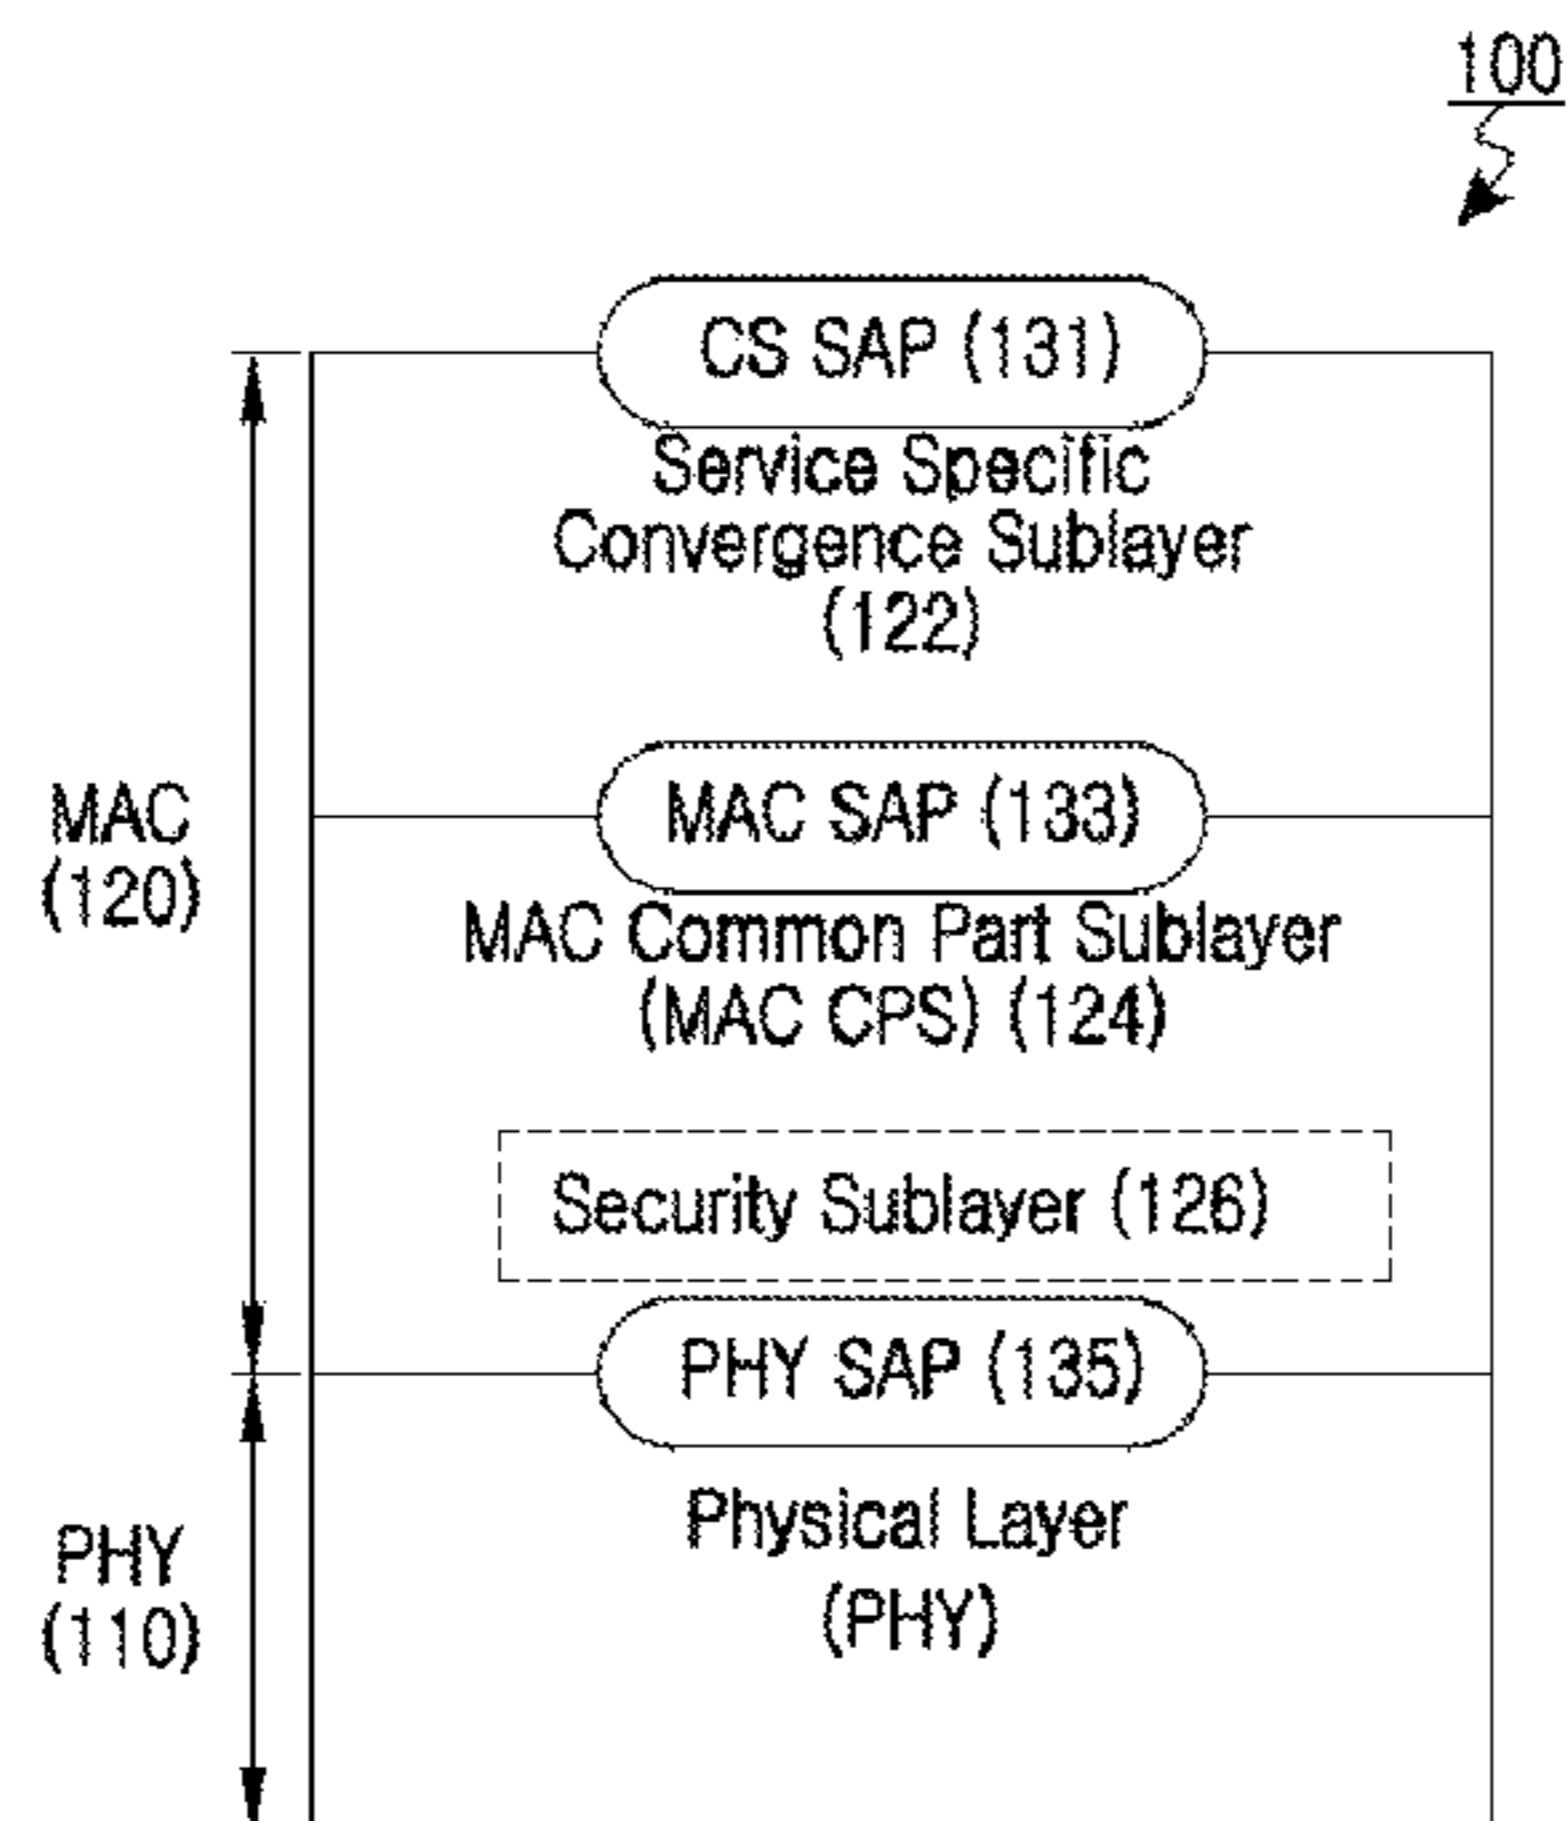 100
CS SAP (131)
Service Specific
Convergence Sublayer
(122)
MAC
(120)
MAC SAP (133)
MAC Common Part Sublayer
(MAC CPS) (124)
Security Sublayer (126)
PHY SAP (135)
PHY
(110)
Physical Layer
(PHY)